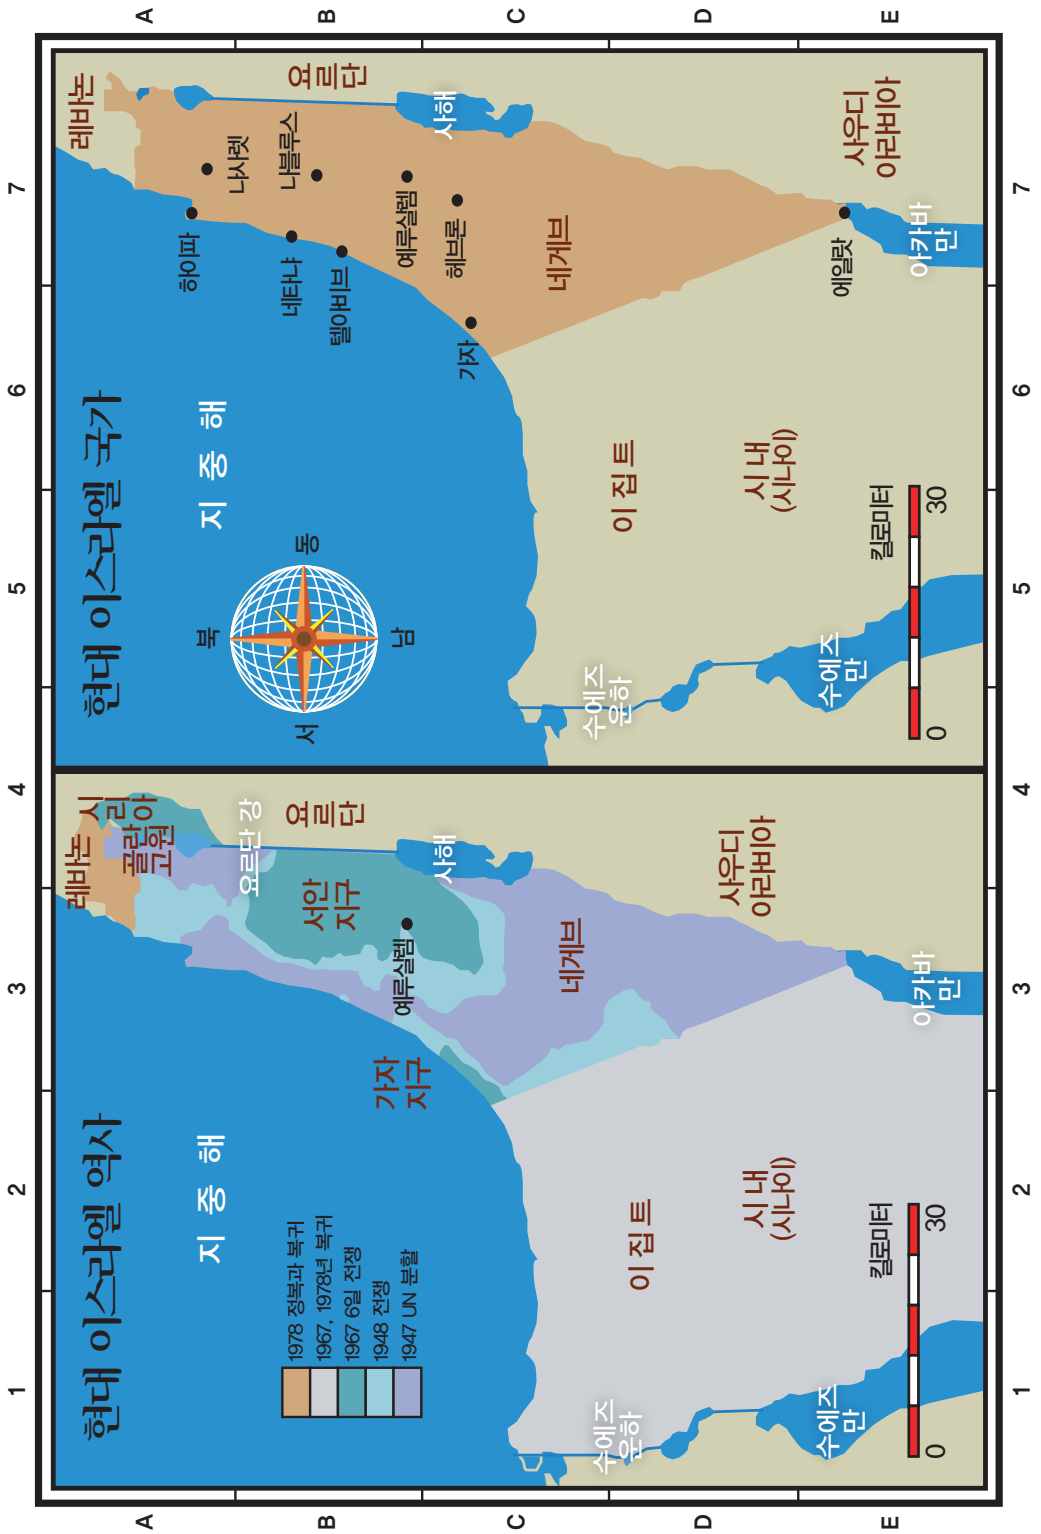 현대 이스라엘 역사
지 중 해
1978 정복과 복귀
1967, 1978년 복귀
1967 6일 전쟁
1948 전쟁
1947 UN 분할
레바논
시리아
골란
고원
요르단 강
요르단
서안
지구
예루살렘
사해
가자
지구
네게브
사우디
아라비아
이 집 트
시 내
(시나이)
수에즈
운하
수에즈
만
아카바
만
킬로미터
0 30
현대 이스라엘 국가
지 중 해
북
서 동
남
레바논
요르단
나사렛
하이파
나블루스
네타냐
텔아비브
예루살렘
사해
헤브론
가자
네게브
이 집 트
시 내
(시나이)
에일랏
사우디
아라비아
아카바
만
수에즈
운하
수에즈
만
킬로미터
0 30
A B C D E
A B C D E
1 2 3 4 5 6 7
1 2 3 4 5 6 7